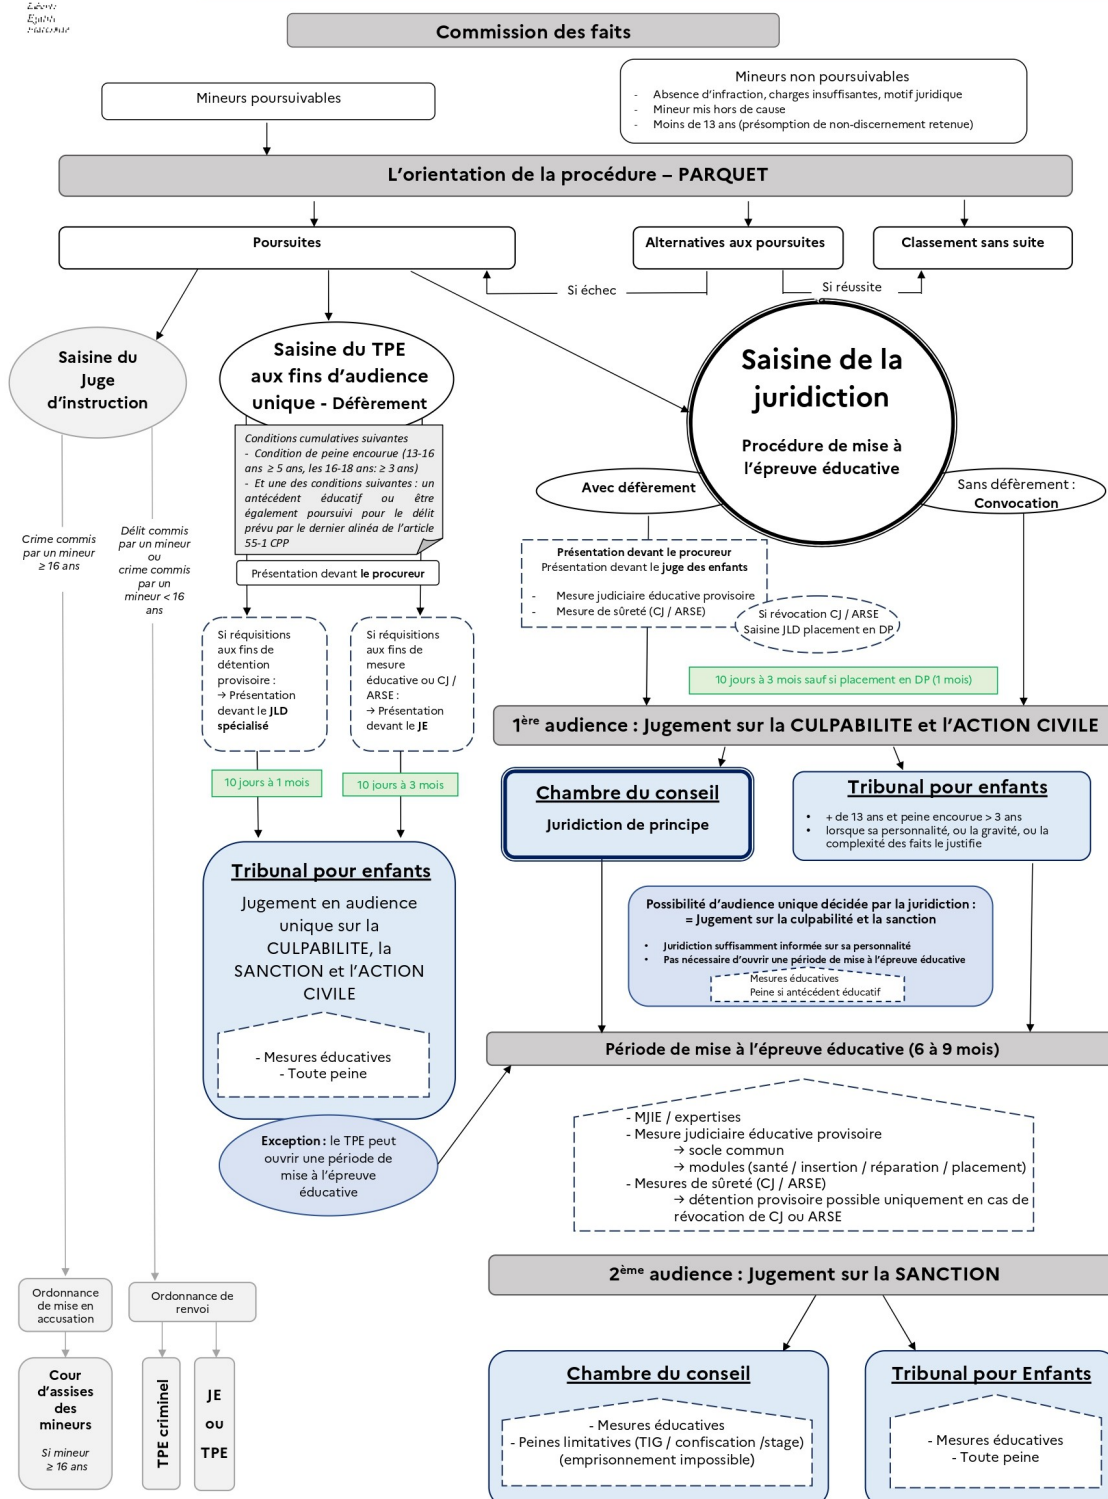 Liberté
Égalité
Fraternité
Commission des faits
Mineurs poursuivables
Mineurs non poursuivables
- Absence d'infraction, charges insuffisantes, motif juridique
- Mineur mis hors de cause
- Moins de 13 ans (présomption de non-discernement retenue)
L'orientation de la procédure – PARQUET
Poursuites
Alternatives aux poursuites
Classement sans suite
Si échec
Si réussite
Saisine du
Juge
d'instruction
Saisine du TPE
aux fins d'audience
unique - Défèrement
Conditions cumulatives suivantes
- Condition de peine encourue (13-16
ans ≥ 5 ans, les 16-18 ans: ≥ 3 ans)
- Et une des conditions suivantes : un
antécédent éducatif ou être
également poursuivi pour le délit
prévu par le dernier alinéa de l'article
55-1 CPP
Présentation devant le procureur
Saisine de la
juridiction
Procédure de mise à
l'épreuve éducative
Avec défèrement
Sans défèrement :
Convocation
Crime commis
par un mineur
≥ 16 ans
Délit commis
par un mineur
ou
crime commis
par un
mineur < 16
ans
Présentation devant le procureur
Présentation devant le juge des enfants
- Mesure judiciaire éducative provisoire
- Mesure de sûreté (CJ / ARSE)
Si révocation CJ / ARSE
Saisine JLD placement en DP
Si réquisitions
aux fins de
détention
provisoire :
→ Présentation
devant le JLD
spécialisé
Si réquisitions
aux fins de
mesure
éducative ou CJ /
ARSE :
→ Présentation
devant le JE
10 jours à 3 mois sauf si placement en DP (1 mois)
10 jours à 1 mois
10 jours à 3 mois
1ère audience : Jugement sur la CULPABILITE et l'ACTION CIVILE
Chambre du conseil
Juridiction de principe
Tribunal pour enfants
• + de 13 ans et peine encourue > 3 ans
• lorsque sa personnalité, ou la gravité, ou la
complexité des faits le justifie
Tribunal pour enfants
Jugement en audience
unique sur la
CULPABILITE, la
SANCTION et l'ACTION
CIVILE
- Mesures éducatives
- Toute peine
Possibilité d'audience unique décidée par la juridiction :
= Jugement sur la culpabilité et la sanction
• Juridiction suffisamment informée sur sa personnalité
• Pas nécessaire d'ouvrir une période de mise à l'épreuve éducative
Mesures éducatives
Peine si antécédent éducatif
Période de mise à l'épreuve éducative (6 à 9 mois)
Exception : le TPE peut
ouvrir une période de
mise à l'épreuve
éducative
- MJIE / expertises
- Mesure judiciaire éducative provisoire
→ socle commun
→ modules (santé / insertion / réparation / placement)
- Mesures de sûreté (CJ / ARSE)
→ détention provisoire possible uniquement en cas de
révocation de CJ ou ARSE
2ème audience : Jugement sur la SANCTION
Ordonnance
de mise en
accusation
Ordonnance de
renvoi
Cour
d'assises
des
mineurs
Si mineur
≥ 16 ans
TPE criminel
JE
ou
TPE
Chambre du conseil
- Mesures éducatives
- Peines limitatives (TIG / confiscation /stage)
(emprisonnement impossible)
Tribunal pour Enfants
- Mesures éducatives
- Toute peine